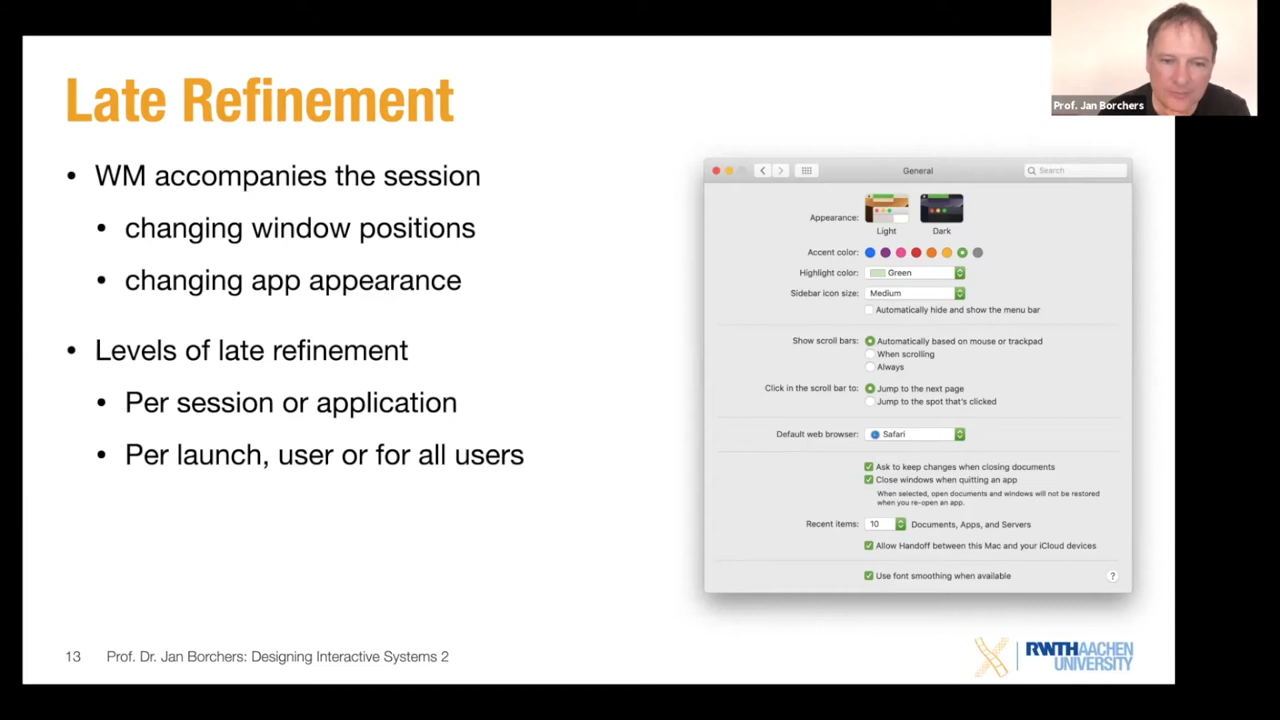 Late Refinement
Prof. Jan Borchers
• WM accompanies the session
• changing window positions
• changing app appearance
• Levels of late refinement
• Per session or application
• Per launch, user or for all users
General
Search
Appearance:
Light
Dark
Accent color:
Highlight color: Green
Sidebar icon size: Medium
Automatically hide and show the menu bar
Show scroll bars: Automatically based on mouse or trackpad
When scrolling
Always
Click in the scroll bar to: Jump to the next page
Jump to the spot that's clicked
Default web browser: Safari
Ask to keep changes when closing documents
Close windows when quitting an app
When selected, open documents and windows will not be restored
when you re-open an app.
Recent items: 10 Documents, Apps, and Servers
Allow Handoff between this Mac and your iCloud devices
Use font smoothing when available
?
13 Prof. Dr. Jan Borchers: Designing Interactive Systems 2
RWTHAACHEN
UNIVERSITY